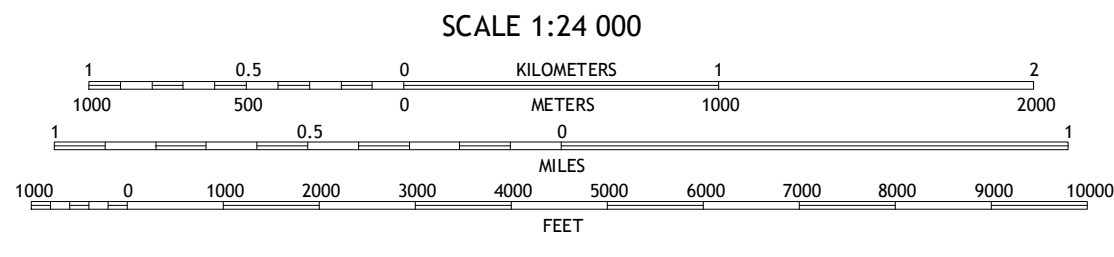 SCALE 1:24 000
1 0.5 0 KILOMETERS 1 2
1000 500 0 METERS 1000 2000
1 0.5 0 1
MILES
1000 0 1000 2000 3000 4000 5000 6000 7000 8000 9000 10000
FEET